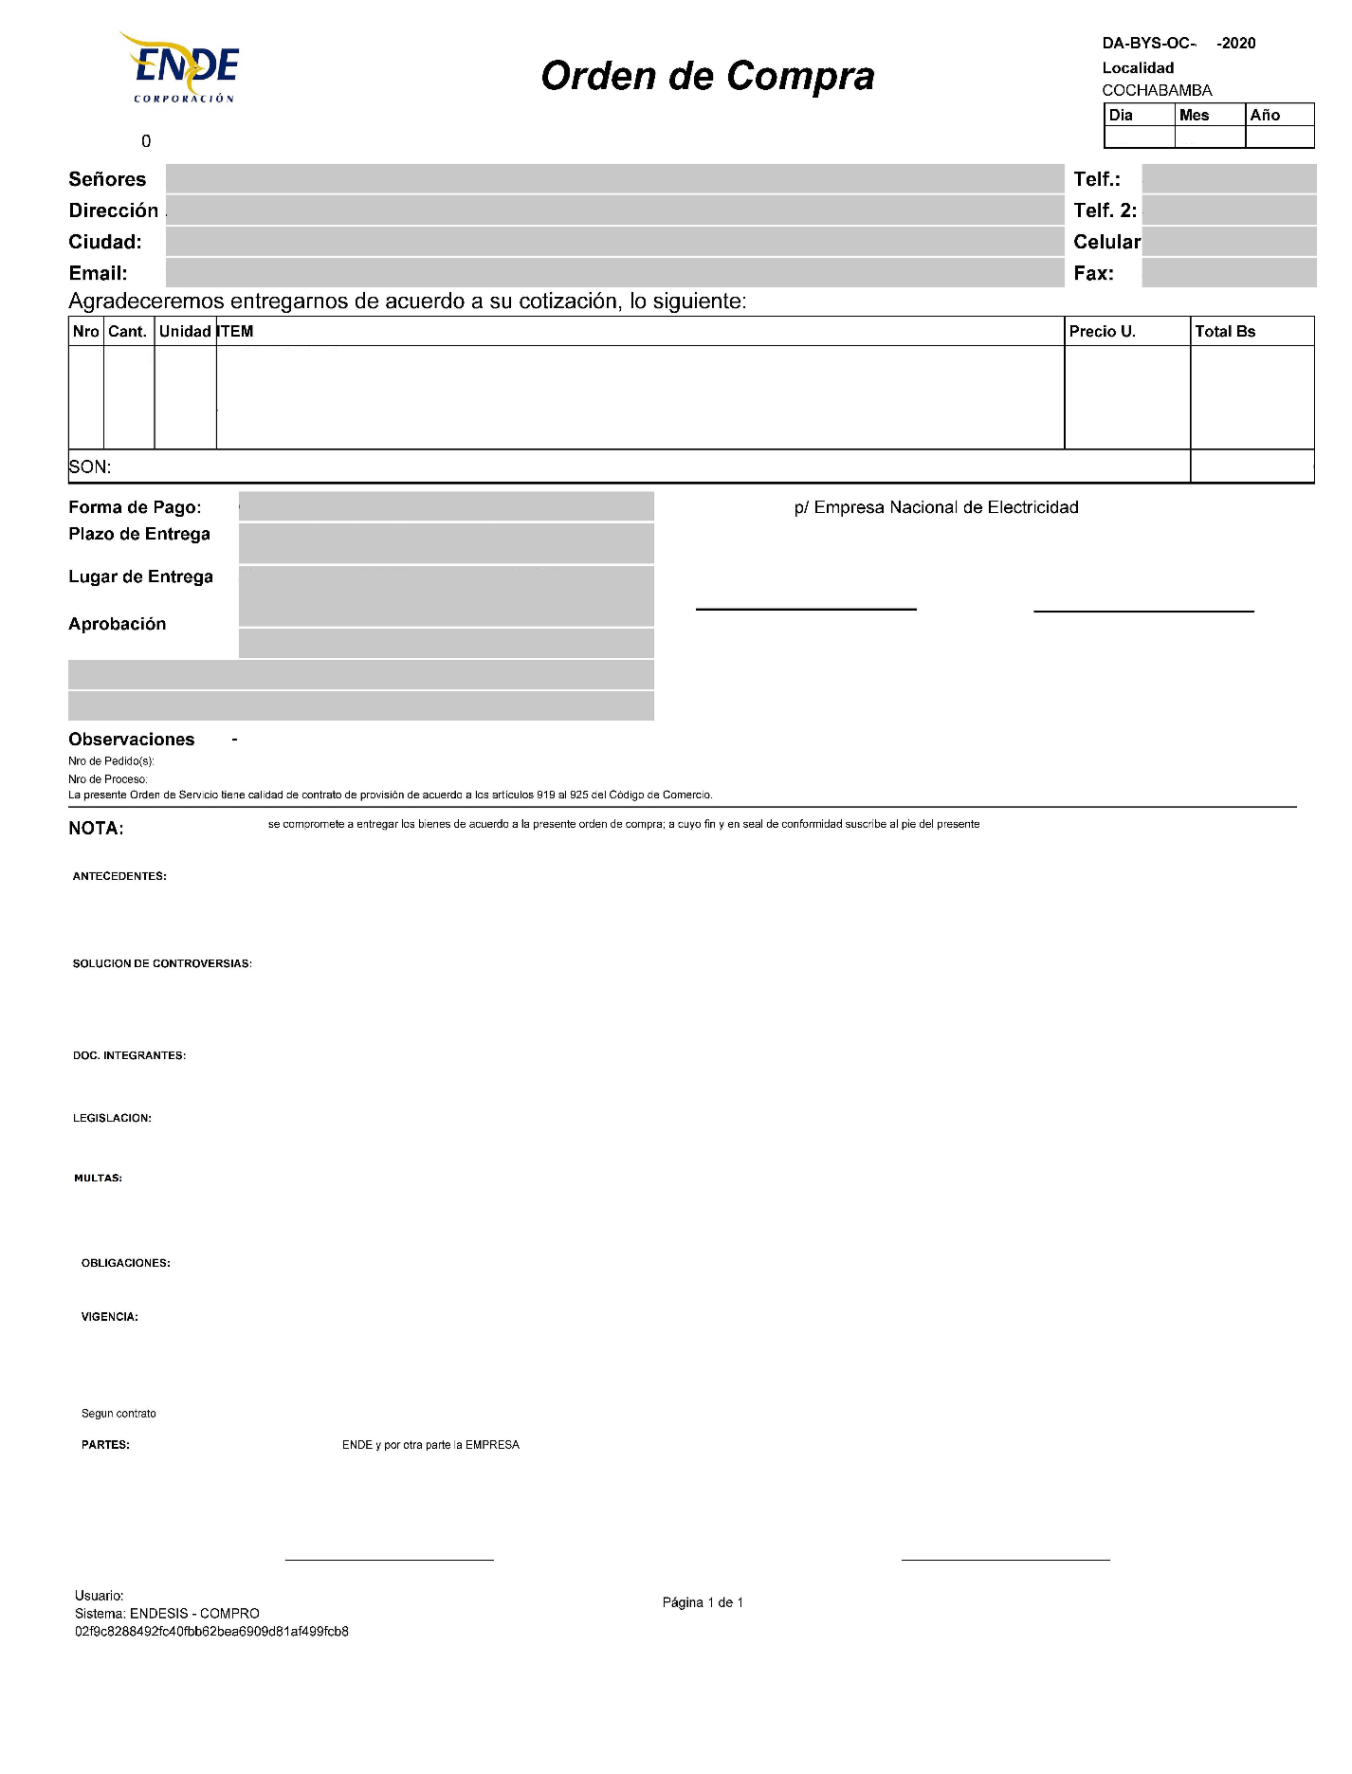 ENDE
CORPORACIÓN
Orden de Compra
DA-BYS-OC- -2020
Localidad
COCHABAMBA
Dia Mes Año
0
Señores Telf.:
Dirección Telf. 2:
Ciudad: Celular
Email: Fax:
Agradeceremos entregarnos de acuerdo a su cotización, lo siguiente:
Nro Cant. Unidad ITEM Precio U. Total Bs
SON:
Forma de Pago: p/ Empresa Nacional de Electricidad
Plazo de Entrega
Lugar de Entrega
Aprobación
Observaciones -
Nro de Pedido(s):
Nro de Proceso:
La presente Orden de Servicio tiene calidad de contrato de provisión de acuerdo a los artículos 919 al 925 del Código de Comercio.
NOTA: se compromete a entregar los bienes de acuerdo a la presente orden de compra; a cuyo fin y en seal de conformidad suscribe al pie del presente
ANTECEDENTES:
SOLUCION DE CONTROVERSIAS:
DOC. INTEGRANTES:
LEGISLACION:
MULTAS:
OBLIGACIONES:
VIGENCIA:
Segun contrato
PARTES: ENDE y por otra parte la EMPRESA
Usuario:
Sistema: ENDESIS - COMPRO
02f9c8288492fc40fbb62bea6909d81af499fcb8
Página 1 de 1